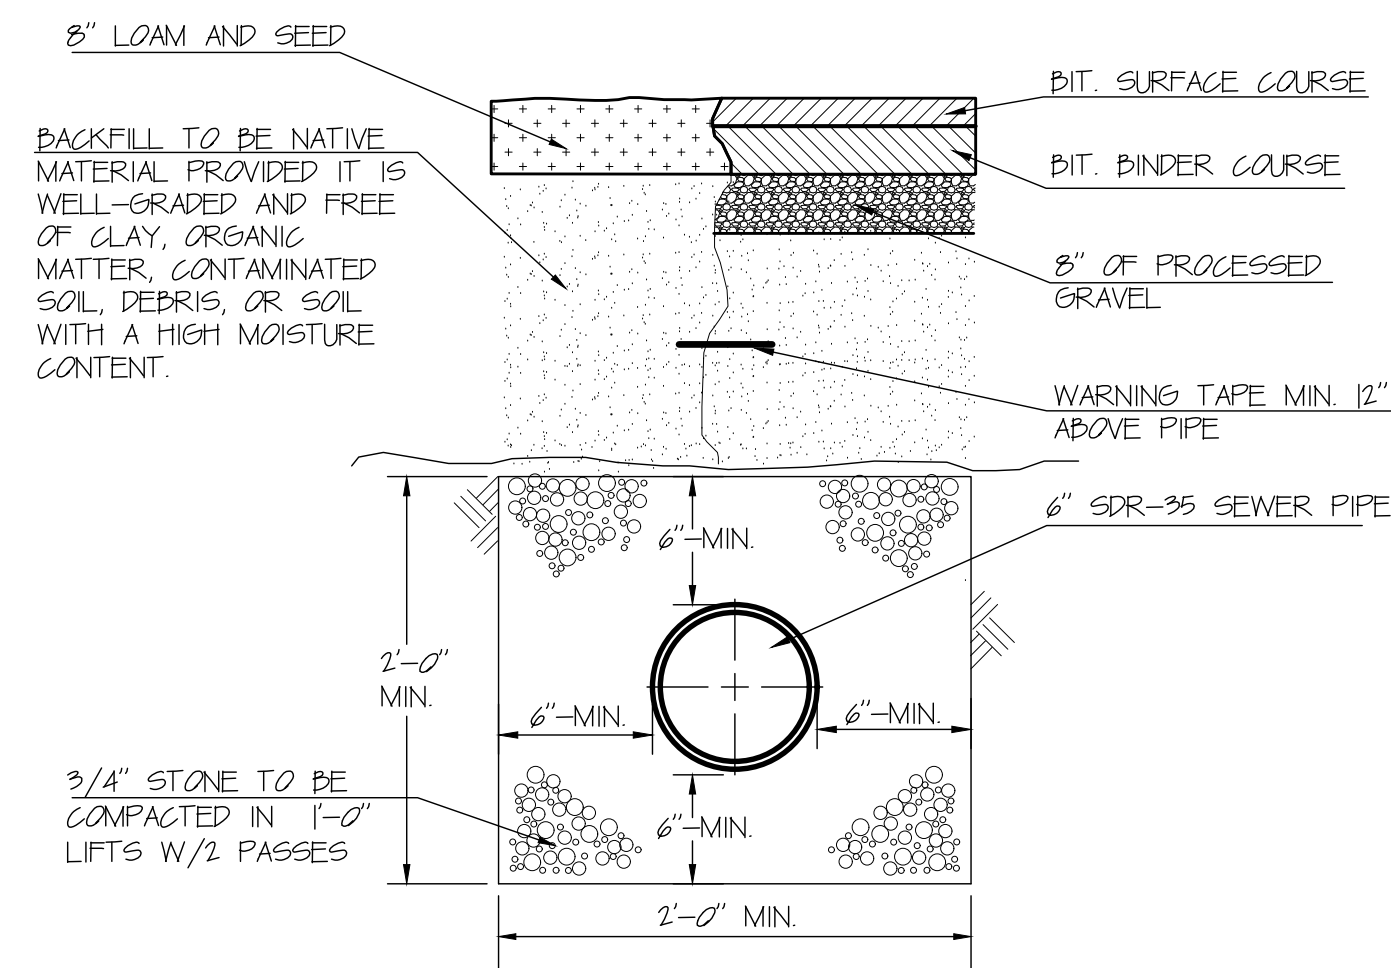 8" LOAM AND SEED
BACKFILL TO BE NATIVE
MATERIAL PROVIDED IT IS
WELL-GRADED AND FREE
OF CLAY, ORGANIC
MATTER, CONTAMINATED
SOIL, DEBRIS, OR SOIL
WITH A HIGH MOISTURE
CONTENT.
BIT. SURFACE COURSE
BIT. BINDER COURSE
8" OF PROCESSED
GRAVEL
WARNING TAPE MIN. 12"
ABOVE PIPE
6" SDR-35 SEWER PIPE
6"-MIN.
2'-0"
MIN.
6"-MIN.
6"-MIN.
3/4" STONE TO BE
COMPACTED IN 1'-0"
LIFTS W/2 PASSES
6"-MIN.
2'-0" MIN.